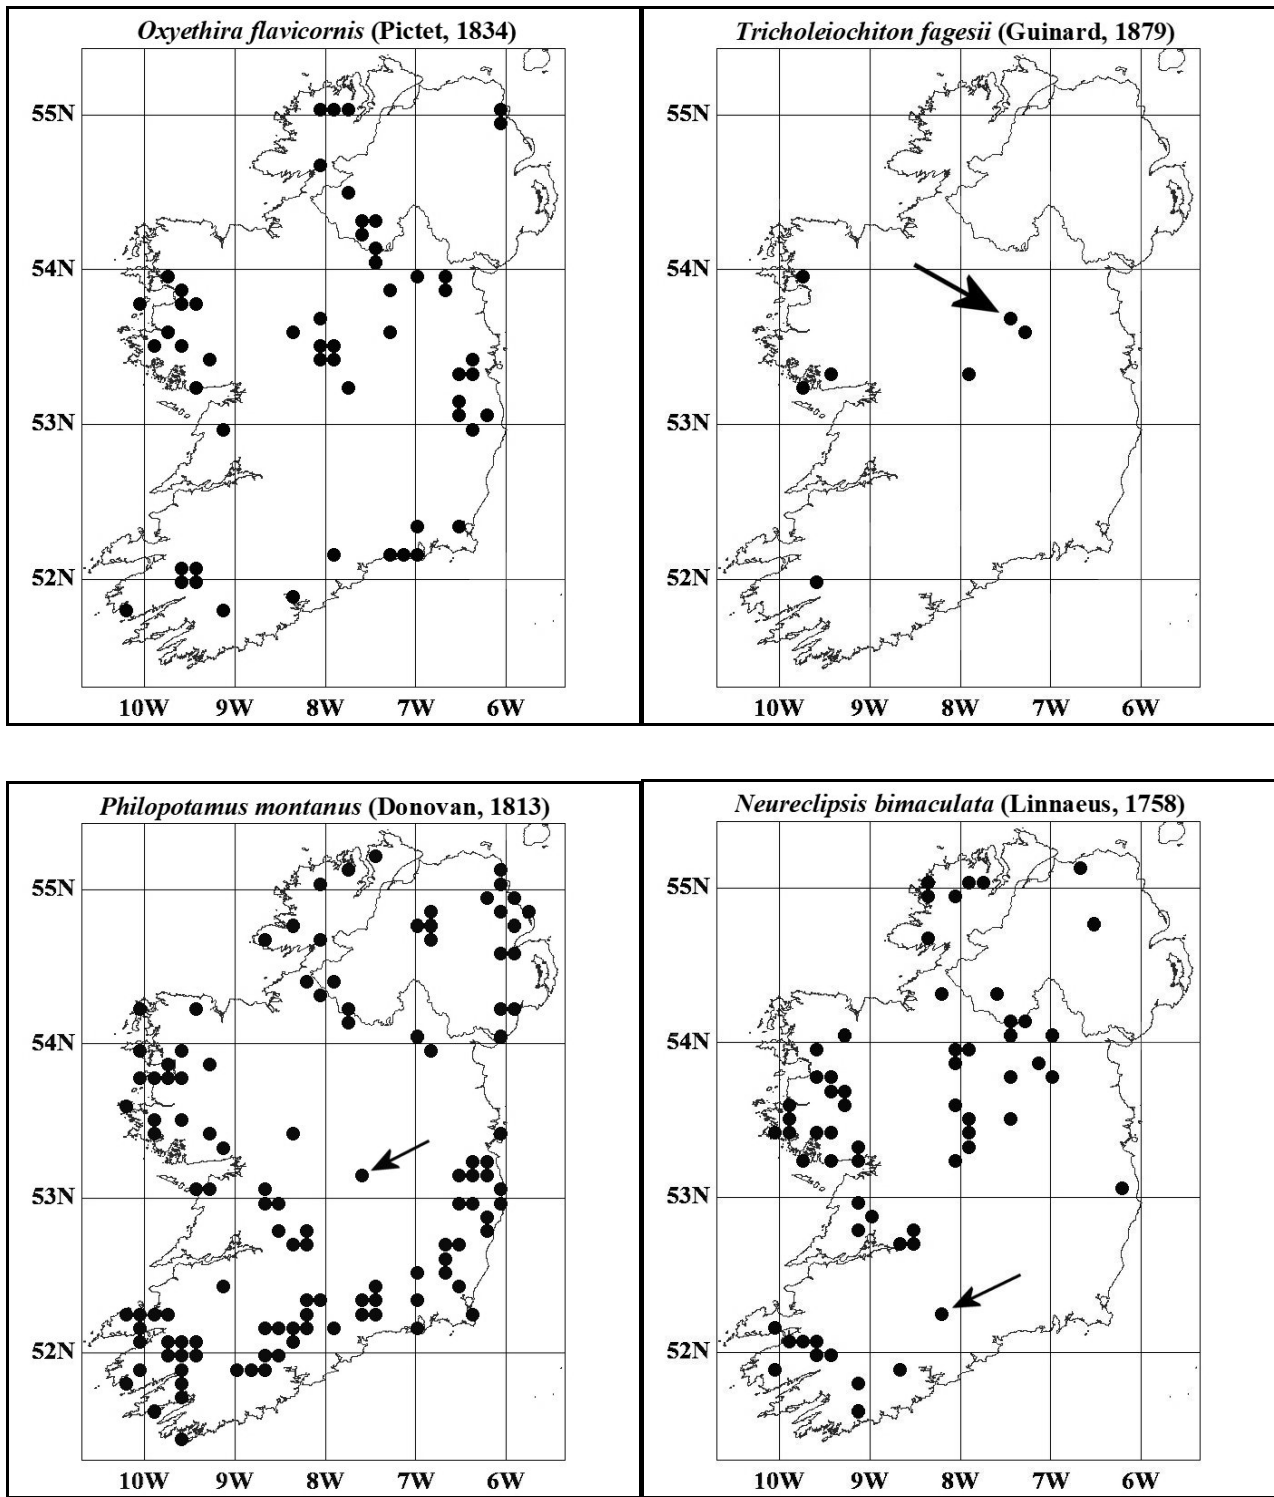 Oxyethira flavicornis (Pictet, 1834)
55N
54N
53N
52N
10W 9W 8W 7W 6W
Tricholeiochiton fagesii (Guinard, 1879)
55N
54N
53N
52N
10W 9W 8W 7W 6W
Philopotamus montanus (Donovan, 1813)
55N
54N
53N
52N
10W 9W 8W 7W 6W
Neureclipsis bimaculata (Linnaeus, 1758)
55N
54N
53N
52N
10W 9W 8W 7W 6W